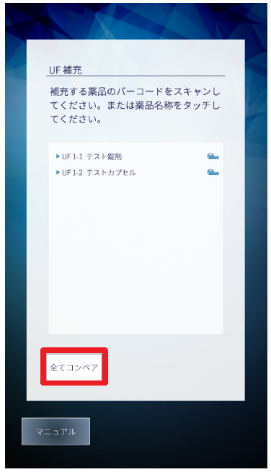 UF 補充
補充する薬品のバーコードをスキャンし
てください。または薬品名称をタッチし
てください。
▶ UF 1-1 テスト錠剤
▶ UF 1-2 テストカプセル
全てコンベア
マニュアル